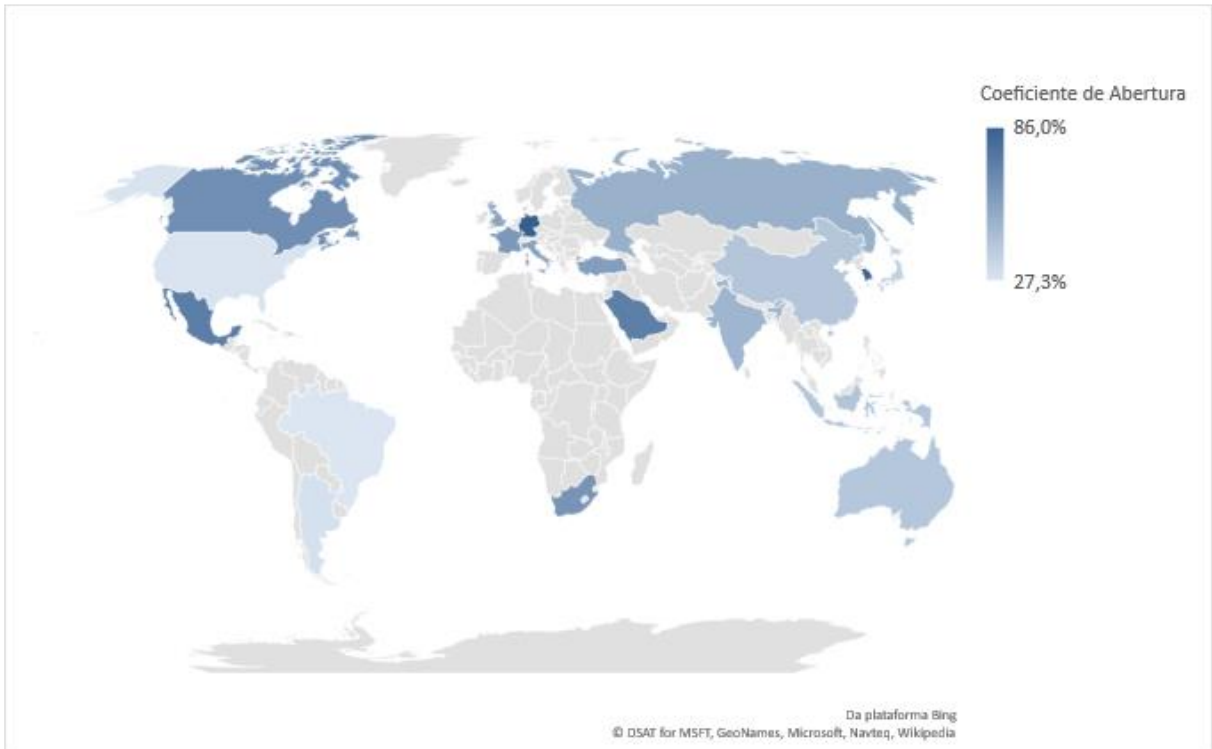 Coeficiente de Abertura
86,0%
27,3%
Da plataforma Bing
© DSAT for MSFT, GeoNames, Microsoft, Navteq, Wikipedia